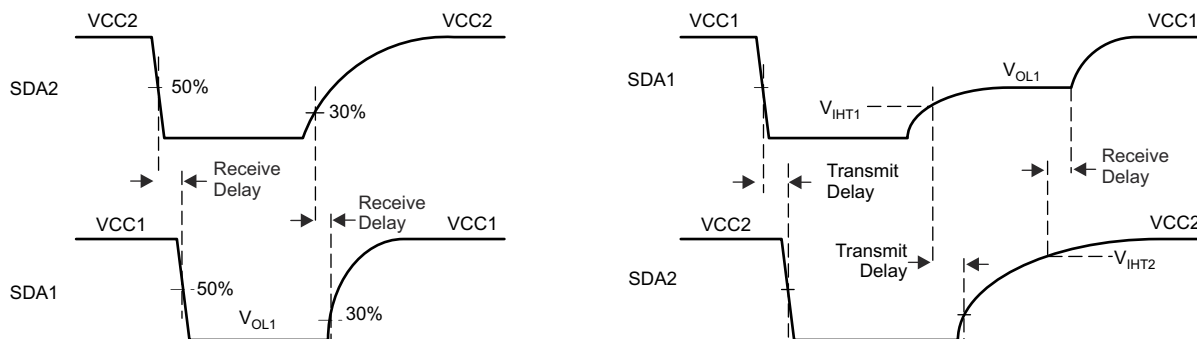 VCC2
VCC2
SDA2
50%
30%
Receive
Delay
Receive
Delay
VCC1
VCC1
SDA1
50%
VOL1
30%
VCC1
VCC1
SDA1
VOL1
VIHT1
Transmit
Delay
Receive
Delay
VCC2
VCC2
Transmit
Delay
SDA2
VIHT2